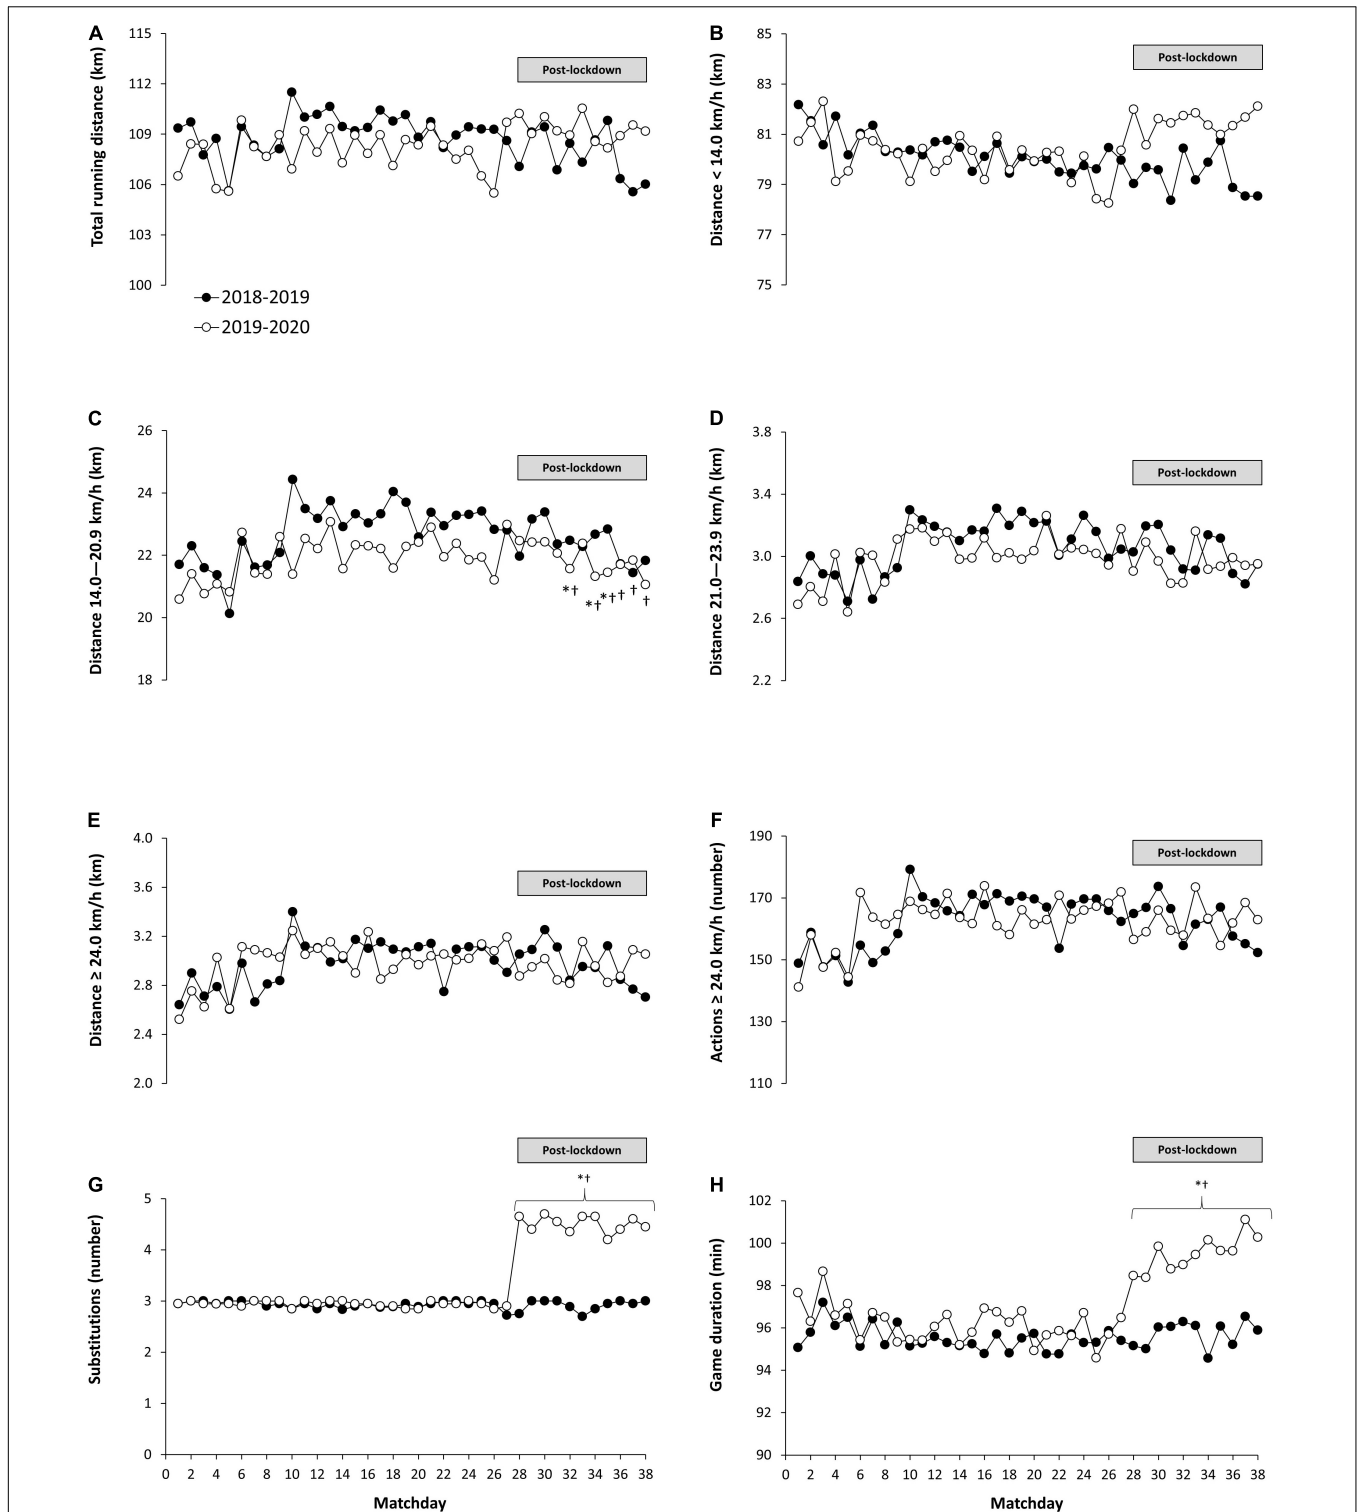 A
Total running distance (km)
115
112
109
106
103
100
Post-lockdown
2018-2019
2019-2020
B
Distance < 14.0 km/h (km)
85
83
81
79
77
75
Post-lockdown
C
Distance 14.0—20.9 km/h (km)
26
24
22
20
18
Post-lockdown
*† *† *† † † †
D
Distance 21.0—23.9 km/h (km)
3.8
3.4
3.0
2.6
2.2
Post-lockdown
E
Distance ≥ 24.0 km/h (km)
4.0
3.6
3.2
2.8
2.4
2.0
Post-lockdown
F
Actions ≥ 24.0 km/h (number)
190
170
150
130
110
Post-lockdown
G
Substitutions (number)
5
4
3
2
1
0
Post-lockdown
*†
0 2 4 6 8 10 12 14 16 18 20 22 24 26 28 30 32 34 36 38
Matchday
H
Game duration (min)
102
100
98
96
94
92
90
Post-lockdown
*†
0 2 4 6 8 10 12 14 16 18 20 22 24 26 28 30 32 34 36 38
Matchday